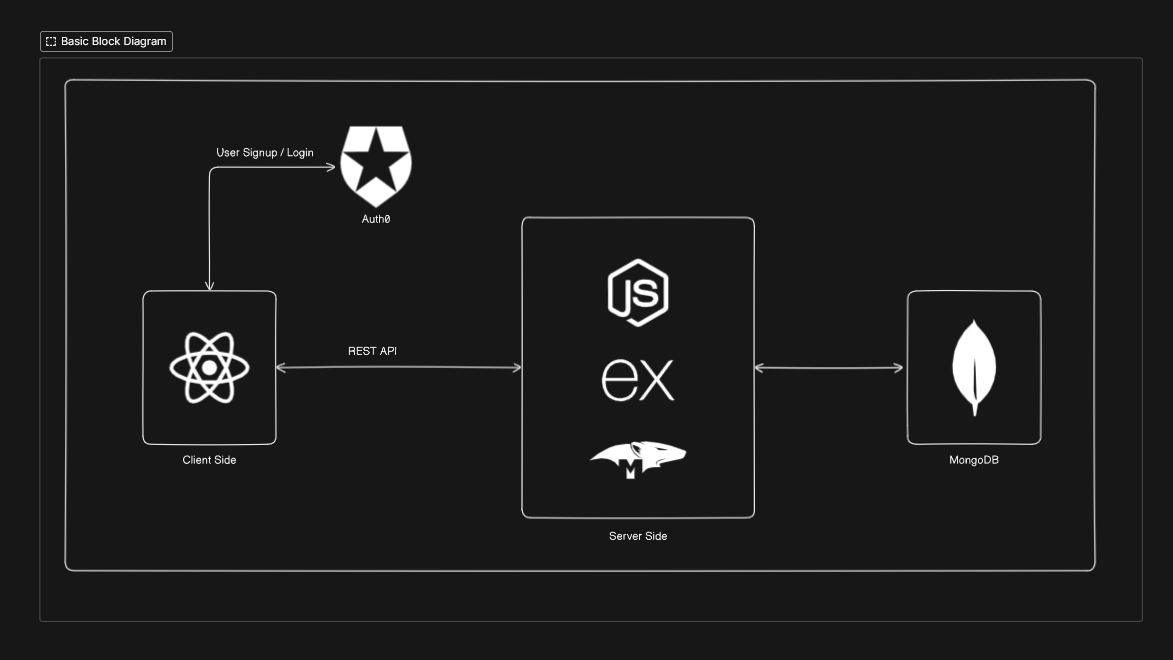 Basic Block Diagram
User Signup / Login
Auth0
JS
REST API
ex
M
Client Side
MongoDB
Server Side